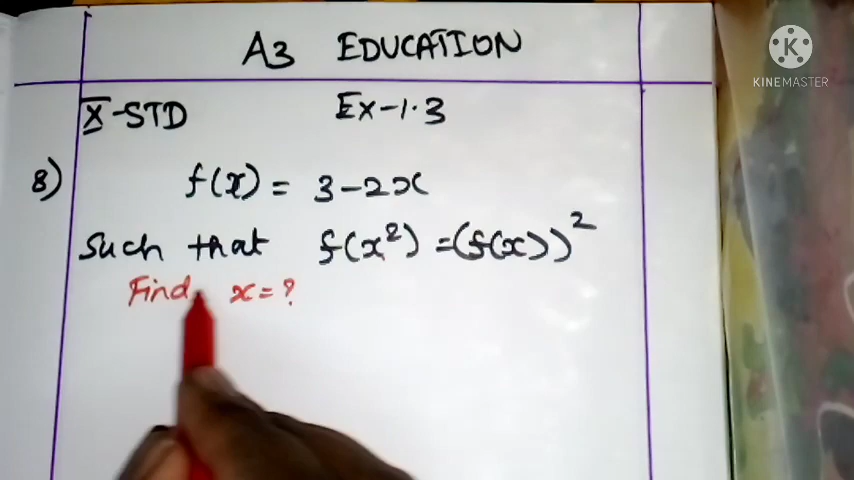 A3 EDUCATION
K
KINEMASTER
X-STD Ex-1.3
8) f(x) = 3-2x
such that f(x²) = (f(x))²
Find x = ?